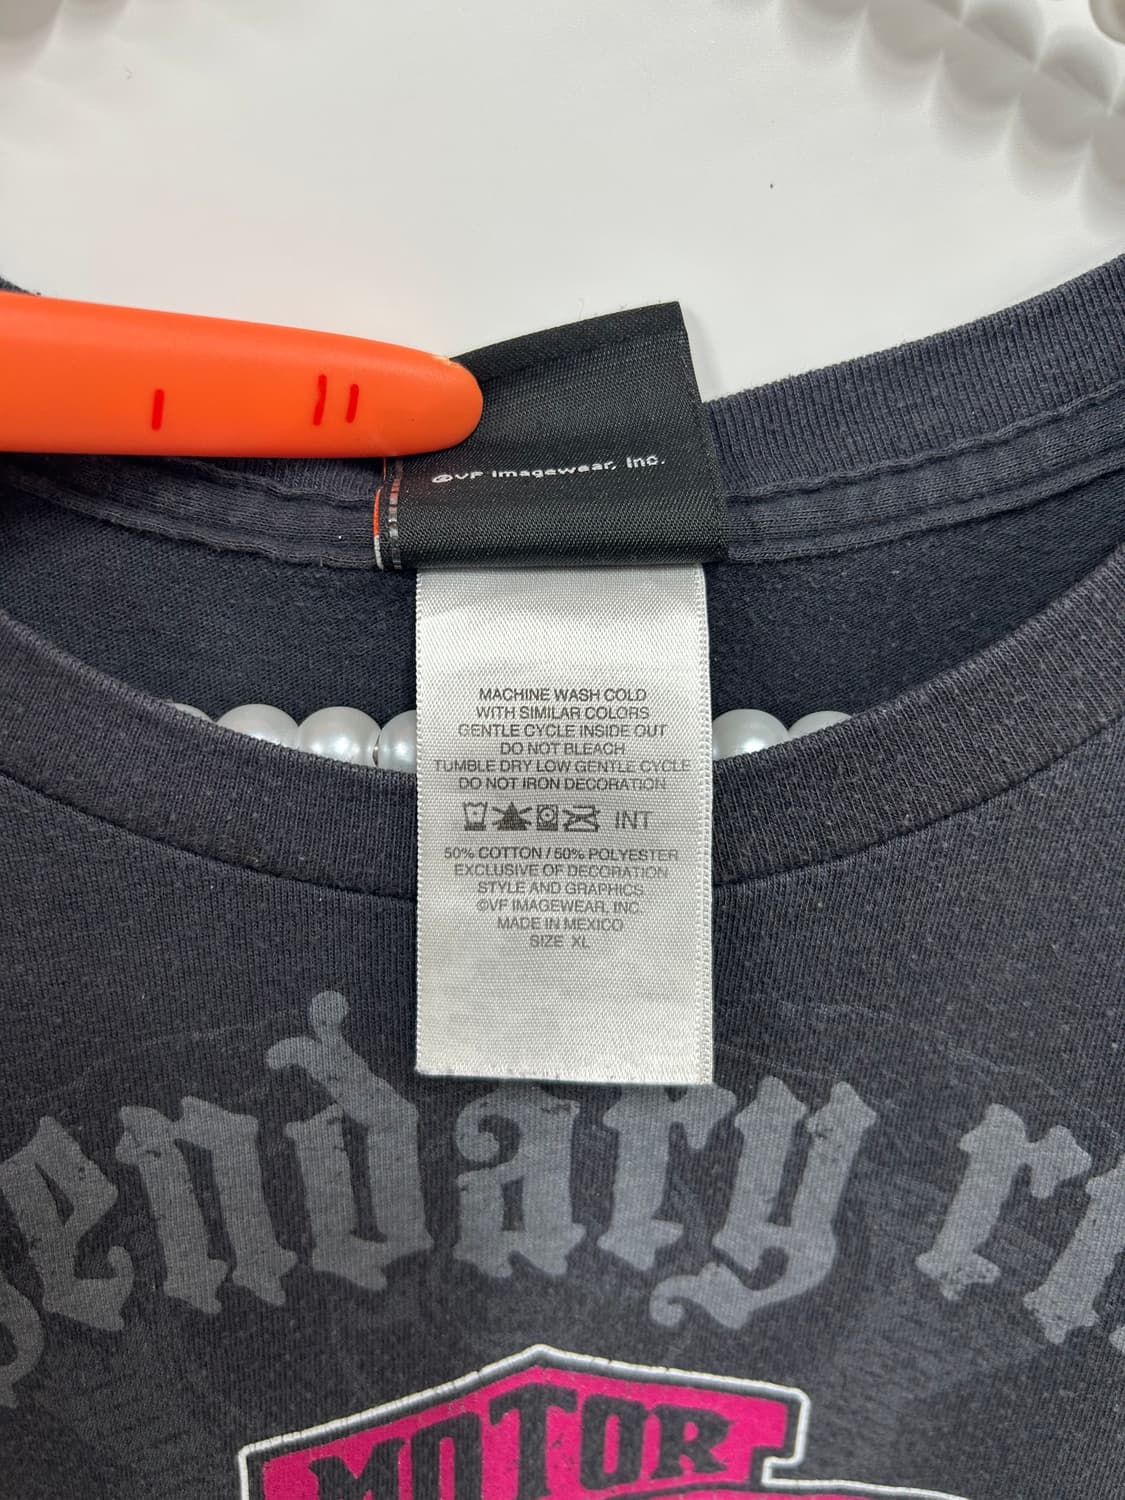 ©VF Imagewear, Inc.
MACHINE WASH COLD
WITH SIMILAR COLORS
GENTLE CYCLE INSIDE OUT
DO NOT BLEACH
TUMBLE DRY LOW GENTLE CYCLE
DO NOT IRON DECORATION
INT
50% COTTON / 50% POLYESTER
EXCLUSIVE OF DECORATION
STYLE AND GRAPHICS
©VF IMAGEWEAR, INC.
MADE IN MEXICO
SIZE XL
endary
MOTOR